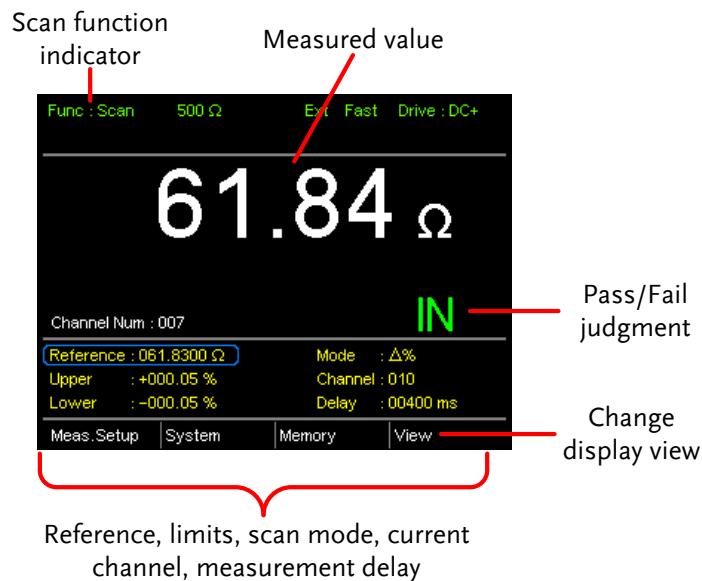 Scan function
indicator
Measured value
Func : Scan 500 Ω Ext Fast Drive : DC+
61.84 Ω
Channel Num : 007
IN
Pass/Fail
judgment
Reference : 061.8300 Ω Mode : Δ%
Upper : +000.05 % Channel : 010
Lower : -000.05 % Delay : 00400 ms
Meas.Setup System Memory View
Change
display view
Reference, limits, scan mode, current
channel, measurement delay